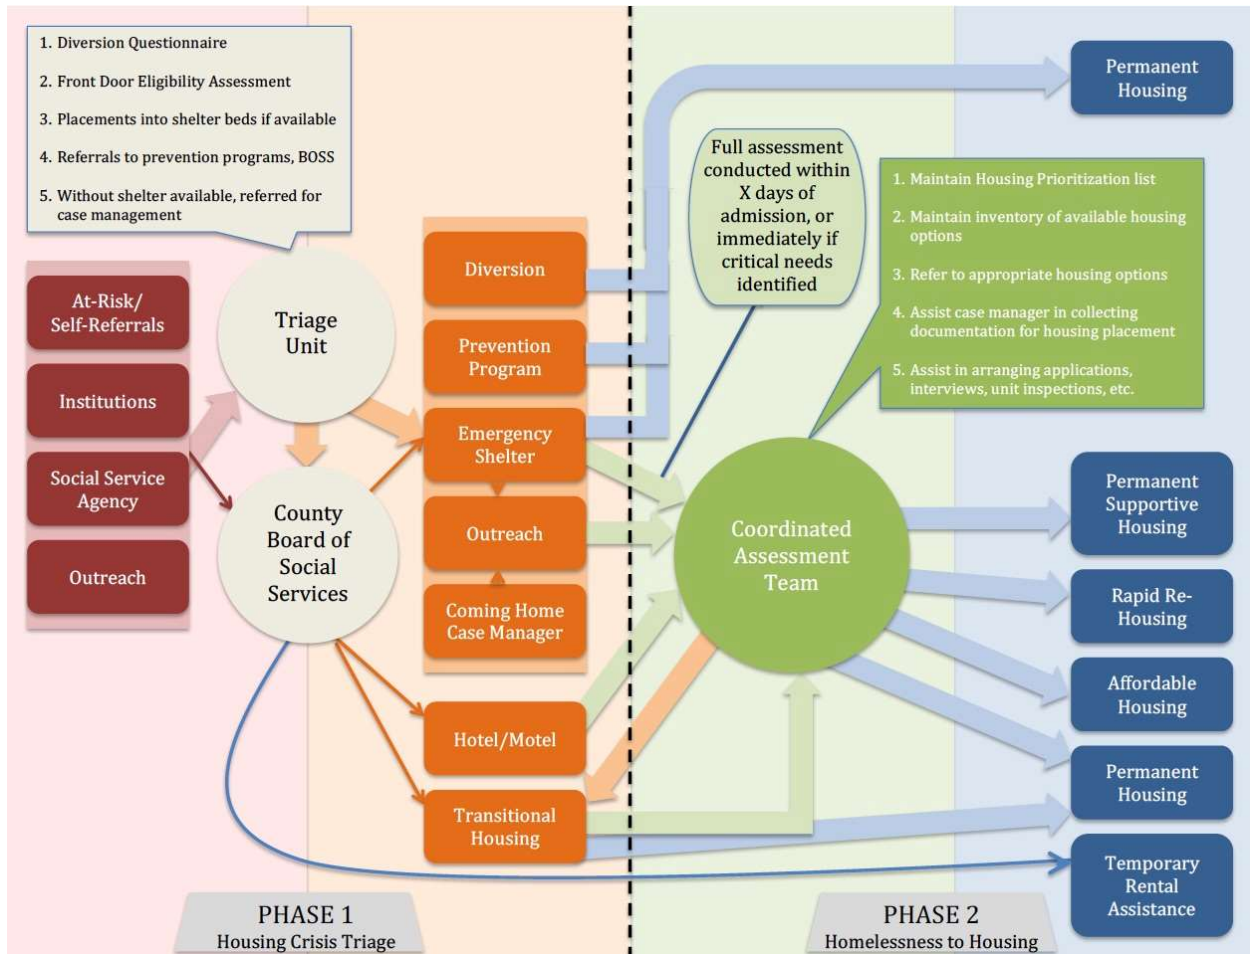 1. Diversion Questionnaire
2. Front Door Eligibility Assessment
3. Placements into shelter beds if available
4. Referrals to prevention programs, BOSS
5. Without shelter available, referred for
case management
At-Risk/
Self-Referrals
Institutions
Social Service
Agency
Outreach
Triage
Unit
County
Board of
Social
Services
Diversion
Prevention
Program
Emergency
Shelter
Outreach
Coming Home
Case Manager
Hotel/Motel
Transitional
Housing
Full assessment
conducted within
X days of
admission, or
immediately if
critical needs
identified
1. Maintain Housing Prioritization list
2. Maintain inventory of available housing
options
3. Refer to appropriate housing options
4. Assist case manager in collecting
documentation for housing placement
5. Assist in arranging applications,
interviews, unit inspections, etc.
Coordinated
Assessment
Team
Permanent
Housing
Permanent
Supportive
Housing
Rapid Re-
Housing
Affordable
Housing
Permanent
Housing
Temporary
Rental
Assistance
PHASE 1
Housing Crisis Triage
PHASE 2
Homelessness to Housing